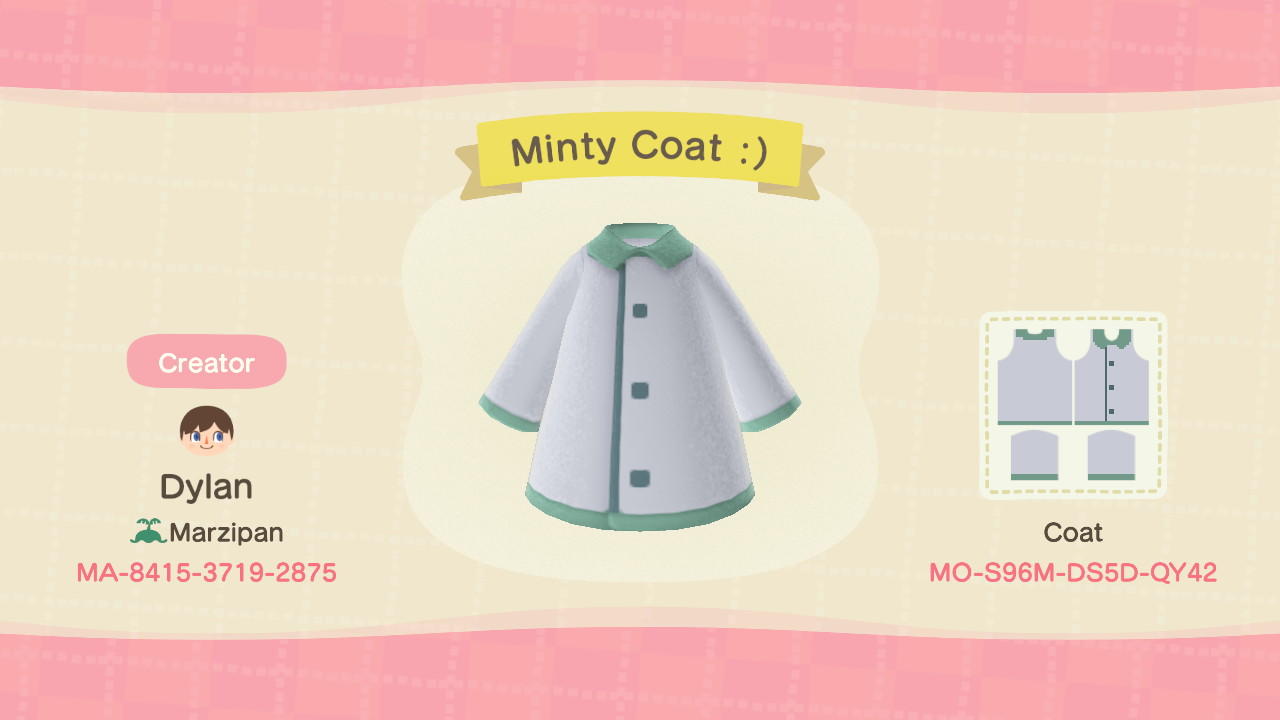 Minty Coat :)
Creator
Dylan
Marzipan
MA-8415-3719-2875
Coat
MO-S96M-DS5D-QY42